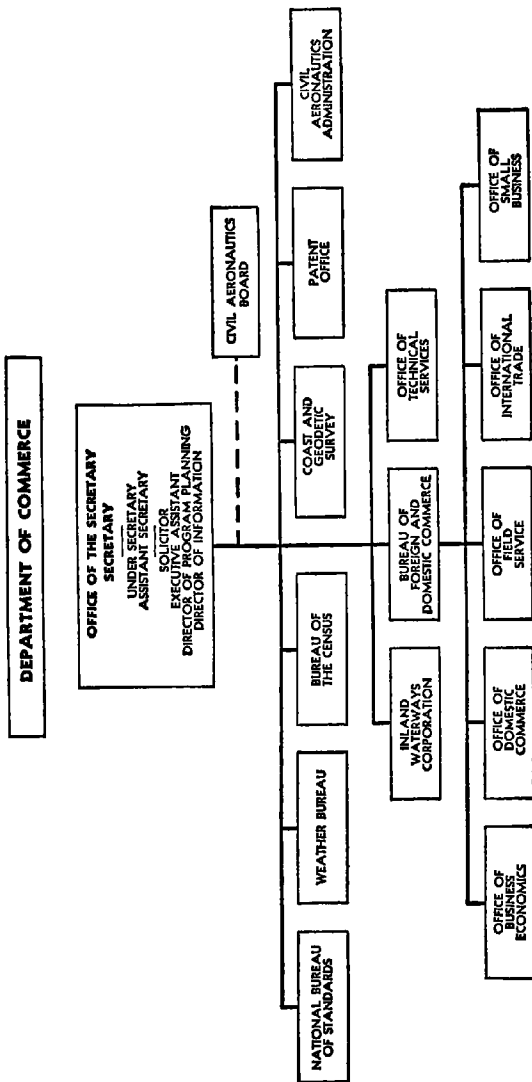 DEPARTMENT OF COMMERCE
OFFICE OF THE SECRETARY
SECRETARY
UNDER SECRETARY
ASSISTANT SECRETARY
SOLICITOR
EXECUTIVE ASSISTANT
DIRECTOR OF PROGRAM PLANNING
DIRECTOR OF INFORMATION
CIVIL AERONAUTICS
BOARD
NATIONAL BUREAU
OF STANDARDS
WEATHER BUREAU
BUREAU OF
THE CENSUS
COAST AND
GEODETIC
SURVEY
PATENT
OFFICE
CIVIL
AERONAUTICS
ADMINISTRATION
INLAND
WATERWAYS
CORPORATION
BUREAU OF
FOREIGN AND
DOMESTIC COMMERCE
OFFICE OF
TECHNICAL
SERVICES
OFFICE OF
BUSINESS
ECONOMICS
OFFICE OF
DOMESTIC
COMMERCE
OFFICE OF
FIELD
SERVICE
OFFICE OF
INTERNATIONAL
TRADE
OFFICE OF
SMALL
BUSINESS